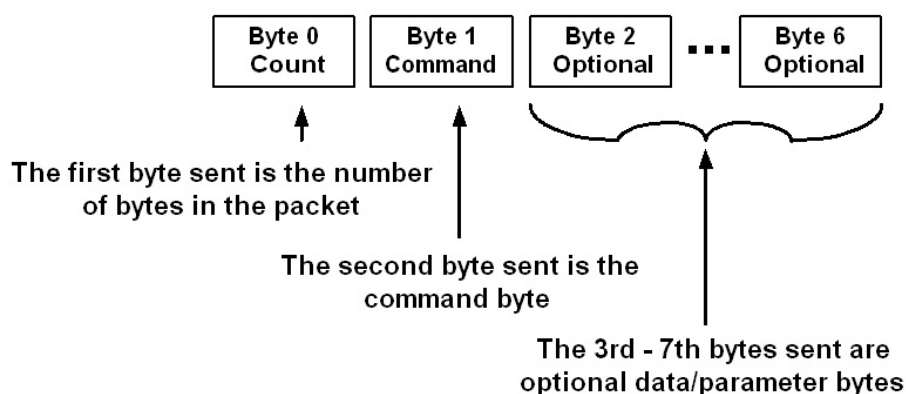 Byte 0
Count
Byte 1
Command
Byte 2
Optional
...
Byte 6
Optional
The first byte sent is the number
of bytes in the packet
The second byte sent is the
command byte
The 3rd - 7th bytes sent are
optional data/parameter bytes